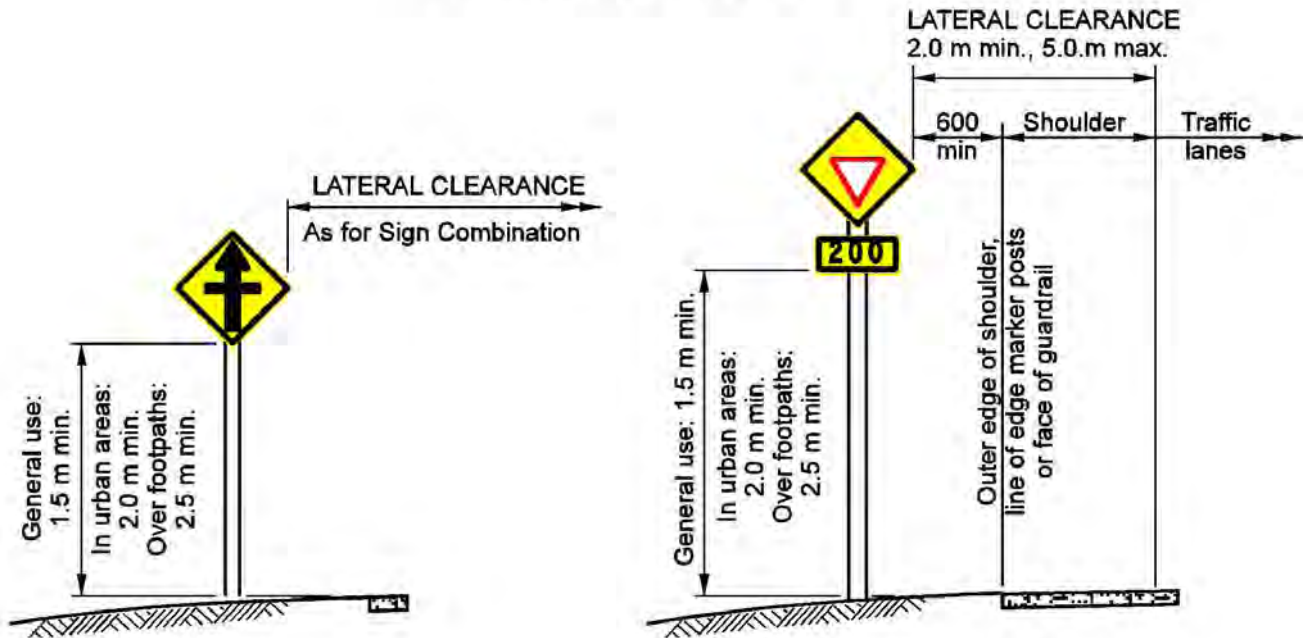 LATERAL CLEARANCE
As for Sign Combination
General use:
1.5 m min.
In urban areas:
2.0 m min.
Over footpaths:
2.5 m min.
LATERAL CLEARANCE
2.0 m min., 5.0.m max.
600
min
Shoulder
Traffic
lanes
200
General use: 1.5 m min.
In urban areas:
2.0 m min.
Over footpaths:
2.5 m min.
Outer edge of shoulder,
line of edge marker posts
or face of guardrail